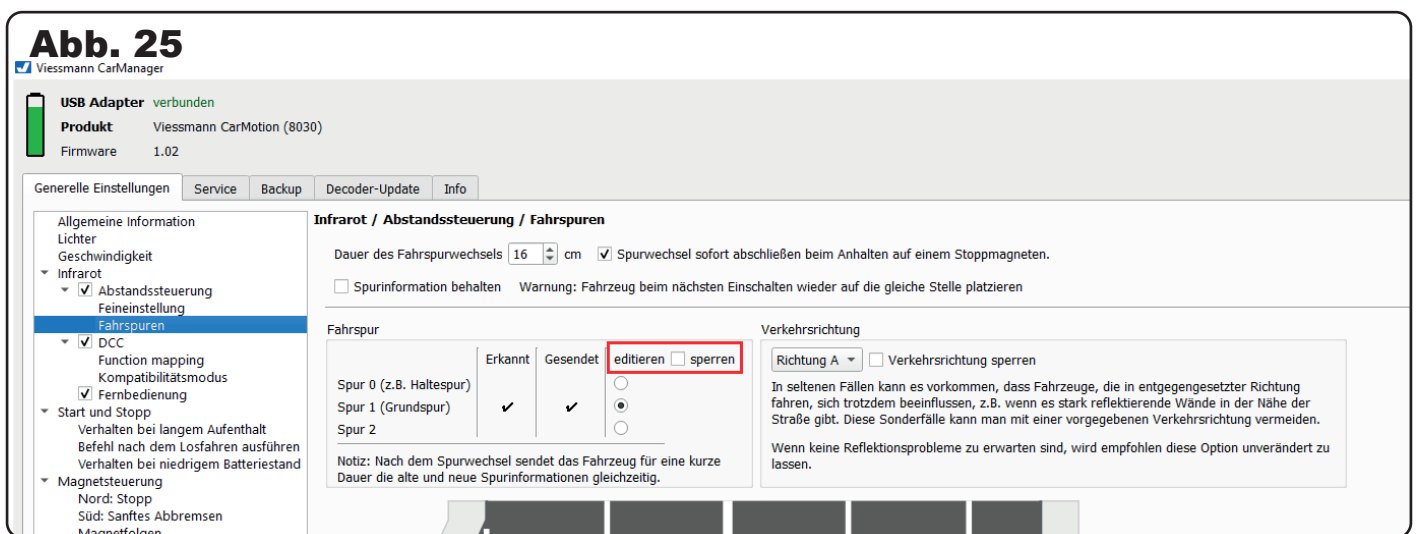 Abb. 25
Viessmann CarManager
USB Adapter verbunden
Produkt Viessmann CarMotion (8030)
Firmware 1.02
Generelle Einstellungen Service Backup Decoder-Update Info
Allgemeine Information
Lichter
Geschwindigkeit
Infrarot
Abstandssteuerung
Feineinstellung
Fahrspuren
DCC
Function mapping
Kompatibilitätsmodus
Fernbedienung
Start und Stopp
Verhalten bei langem Aufenthalt
Befehl nach dem Losfahren ausführen
Verhalten bei niedrigem Batteriestand
Magnetsteuerung
Nord: Stopp
Süd: Sanftes Abbremsen
Magnetfolgen
Infrarot / Abstandssteuerung / Fahrspuren
Dauer des Fahrspurwechsels 16 cm Spurwechsel sofort abschließen beim Anhalten auf einem Stoppmagneten.
Spurinformation behalten Warnung: Fahrzeug beim nächsten Einschalten wieder auf die gleiche Stelle platzieren
Fahrspur
Erkannt Gesendet editieren sperren
Spur 0 (z.B. Haltespur)
Spur 1 (Grundspur) ✔ ✔
Spur 2
Notiz: Nach dem Spurwechsel sendet das Fahrzeug für eine kurze
Dauer die alte und neue Spurinformationen gleichzeitig.
Verkehrsrichtung
Richtung A Verkehrsrichtung sperren
In seltenen Fällen kann es vorkommen, dass Fahrzeuge, die in entgegengesetzter Richtung
fahren, sich trotzdem beeinflussen, z.B. wenn es stark reflektierende Wände in der Nähe der
Straße gibt. Diese Sonderfälle kann man mit einer vorgegebenen Verkehrsrichtung vermeiden.
Wenn keine Reflektionsprobleme zu erwarten sind, wird empfohlen diese Option unverändert zu
lassen.